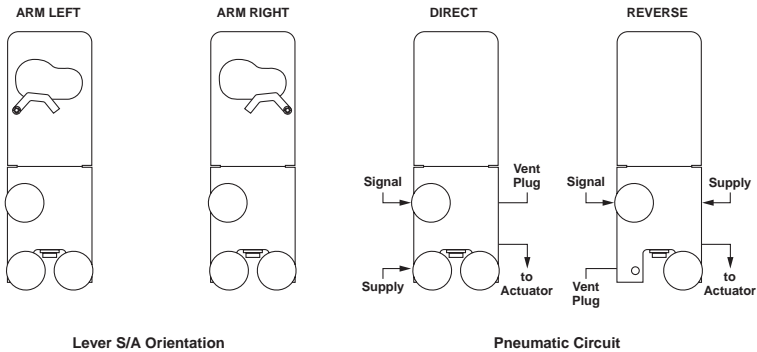 ARM LEFT
ARM RIGHT
DIRECT
REVERSE
Signal
Vent
Plug
Supply
to
Actuator
Signal
Supply
Vent
Plug
to
Actuator
Lever S/A Orientation
Pneumatic Circuit